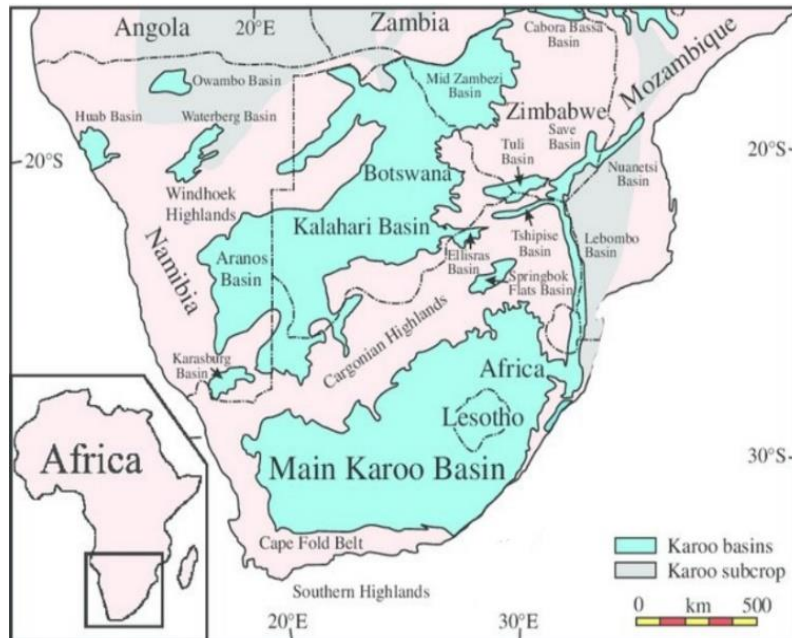 Angola
20°E
Zambia
Cabora Bassa
Basin
Owambo Basin
Mid Zambezi
Basin
Mozambique
Huab Basin
Waterberg Basin
Zimbabwe
Save
Basin
Tuli
Basin
20°S
20°S
Botswana
Nuanetsi
Basin
Windhoek
Highlands
Kalahari Basin
Namibia
Aranos
Basin
Ellisras
Basin
Tshipise
Basin
Lebombo
Basin
Springbok
Flats Basin
Cargonian Highlands
Karasburg
Basin
Africa
Lesotho
Africa
Main Karoo Basin
30°S
Cape Fold Belt
Southern Highlands
Karoo basins
Karoo subcrop
0 km 500
20°E
30°E